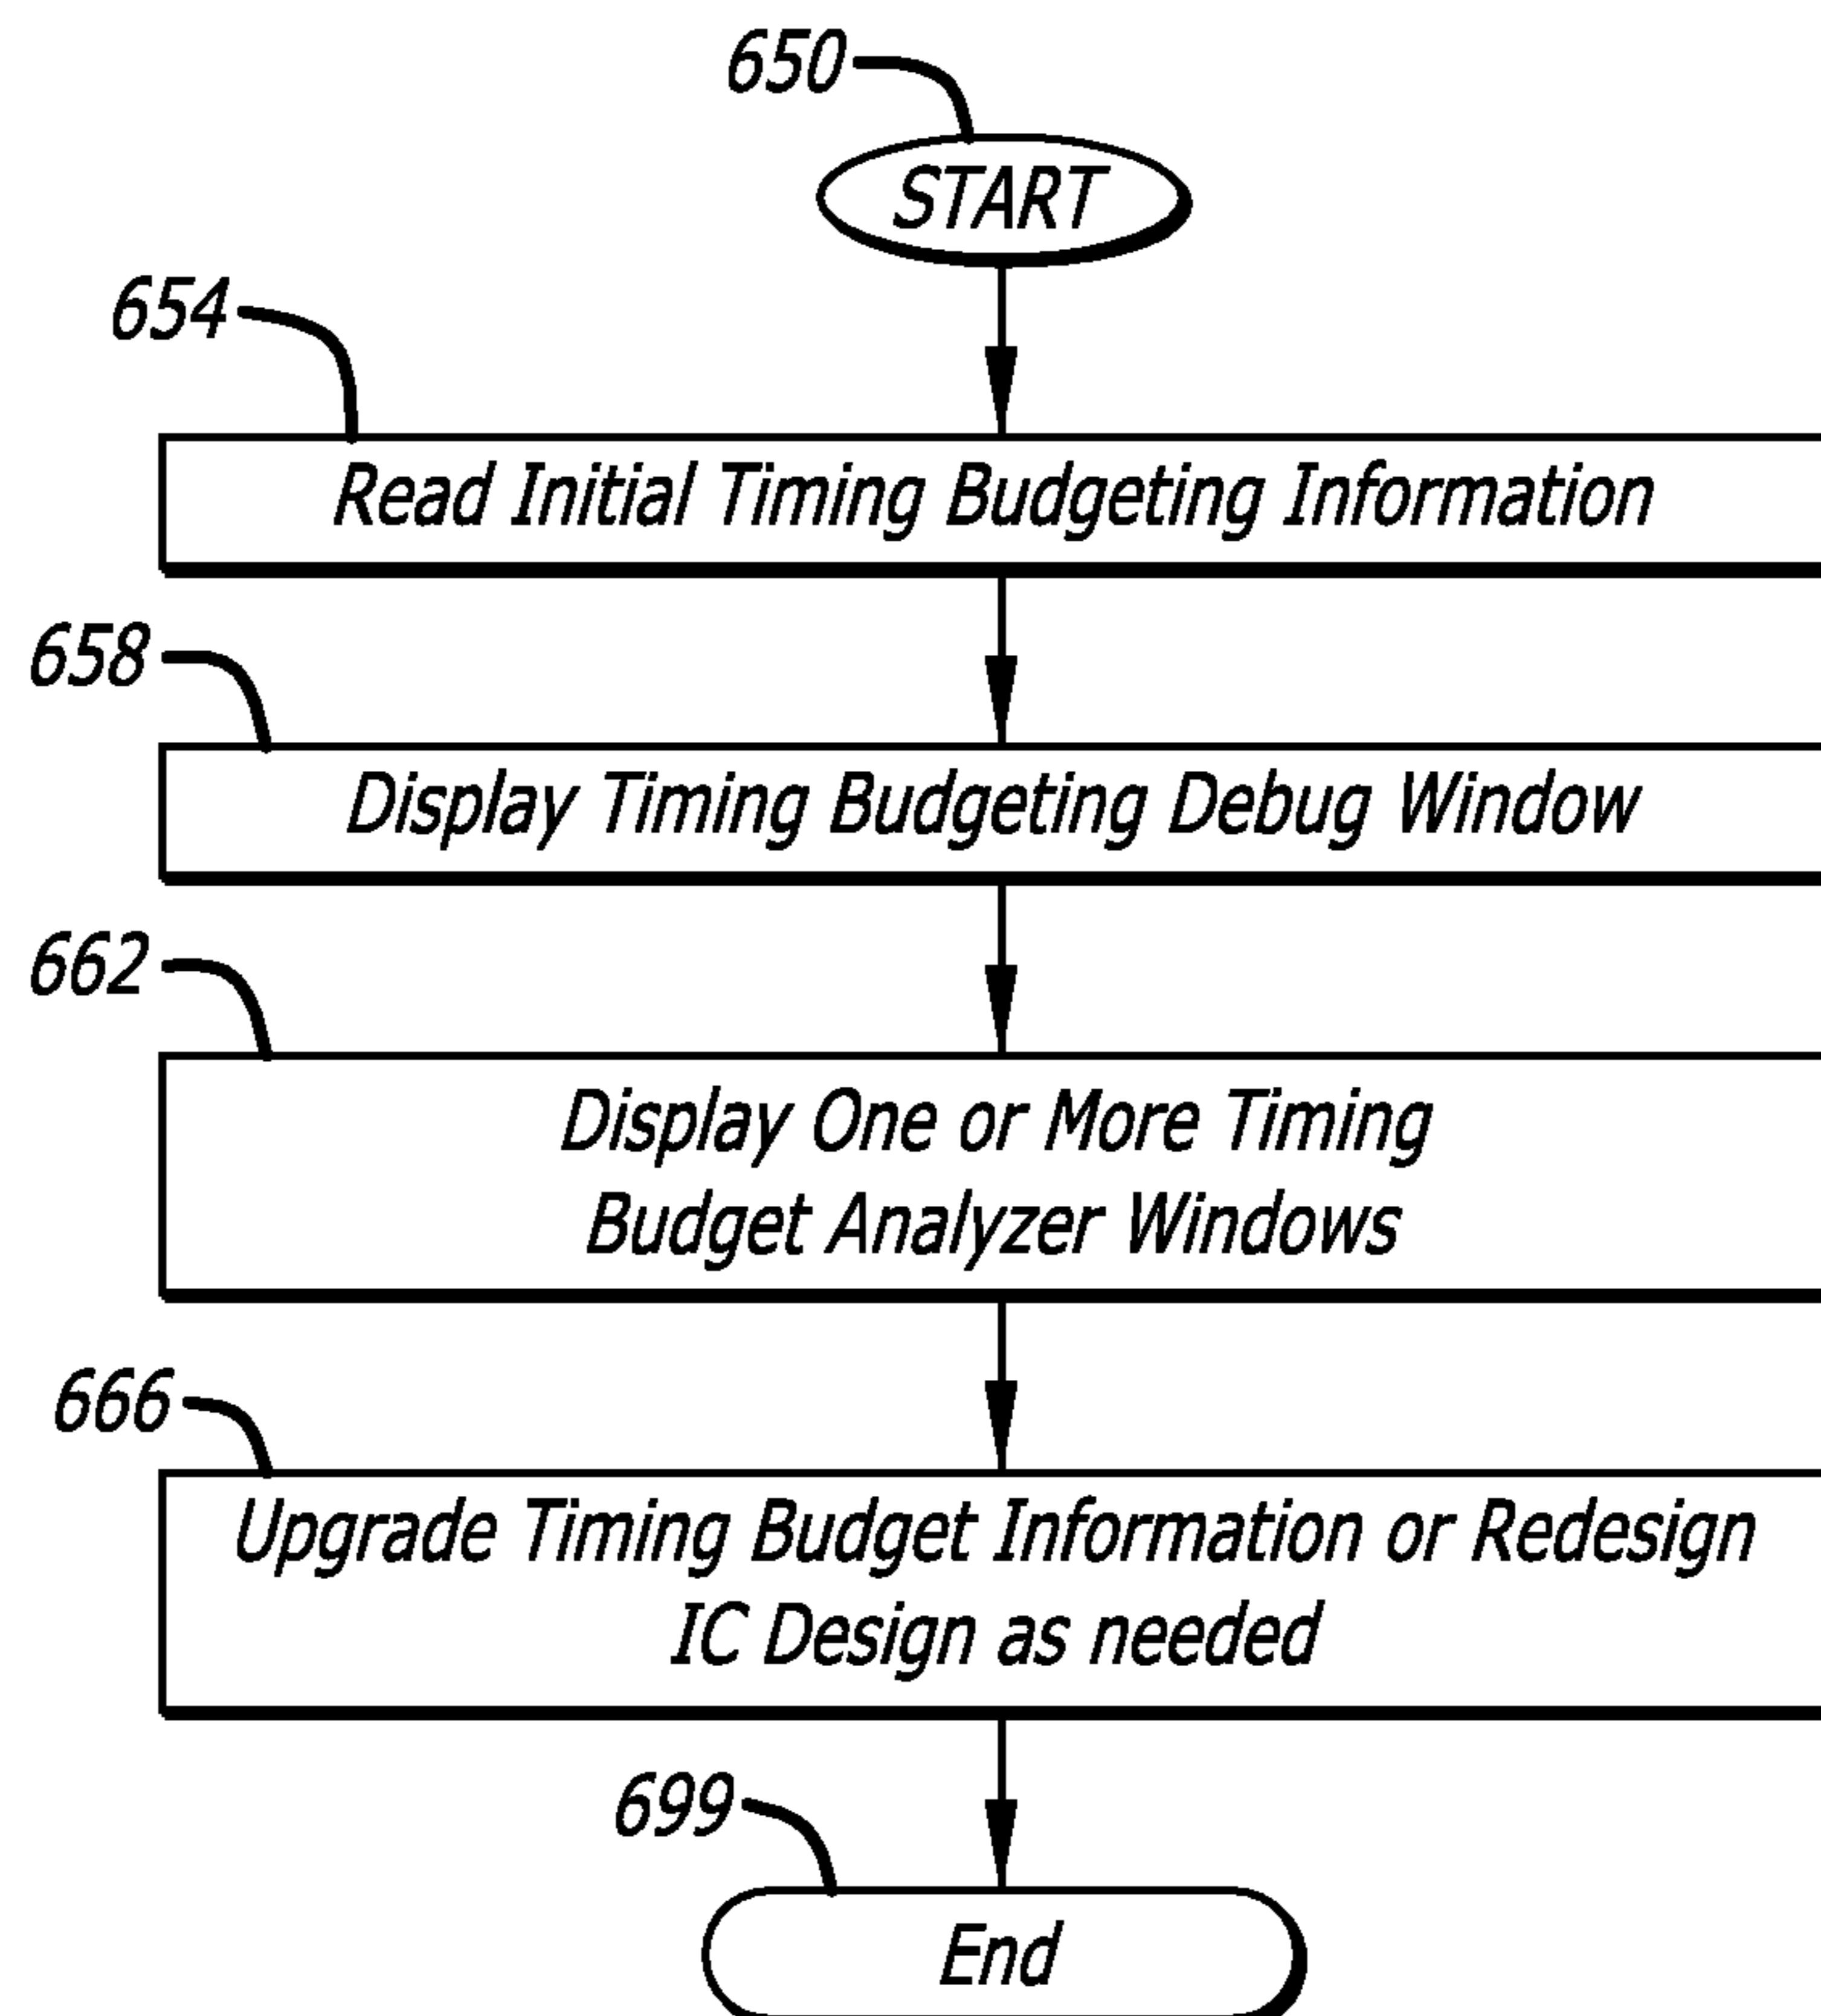 650
START
654
Read Initial Timing Budgeting Information
658
Display Timing Budgeting Debug Window
662
Display One or More Timing
Budget Analyzer Windows
666
Upgrade Timing Budget Information or Redesign
IC Design as needed
699
End